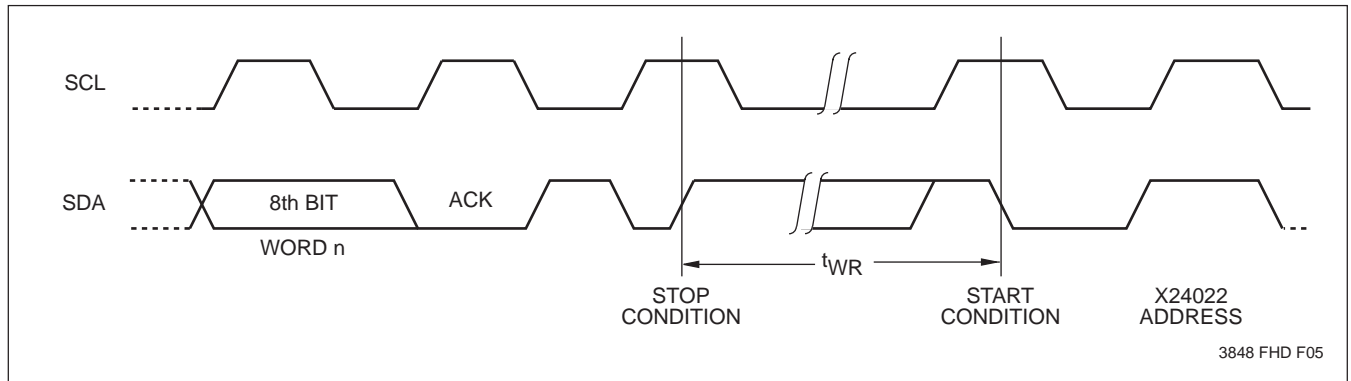 SCL
SDA
8th BIT
ACK
WORD n
tWR
STOP
CONDITION
START
CONDITION
X24022
ADDRESS
3848 FHD F05